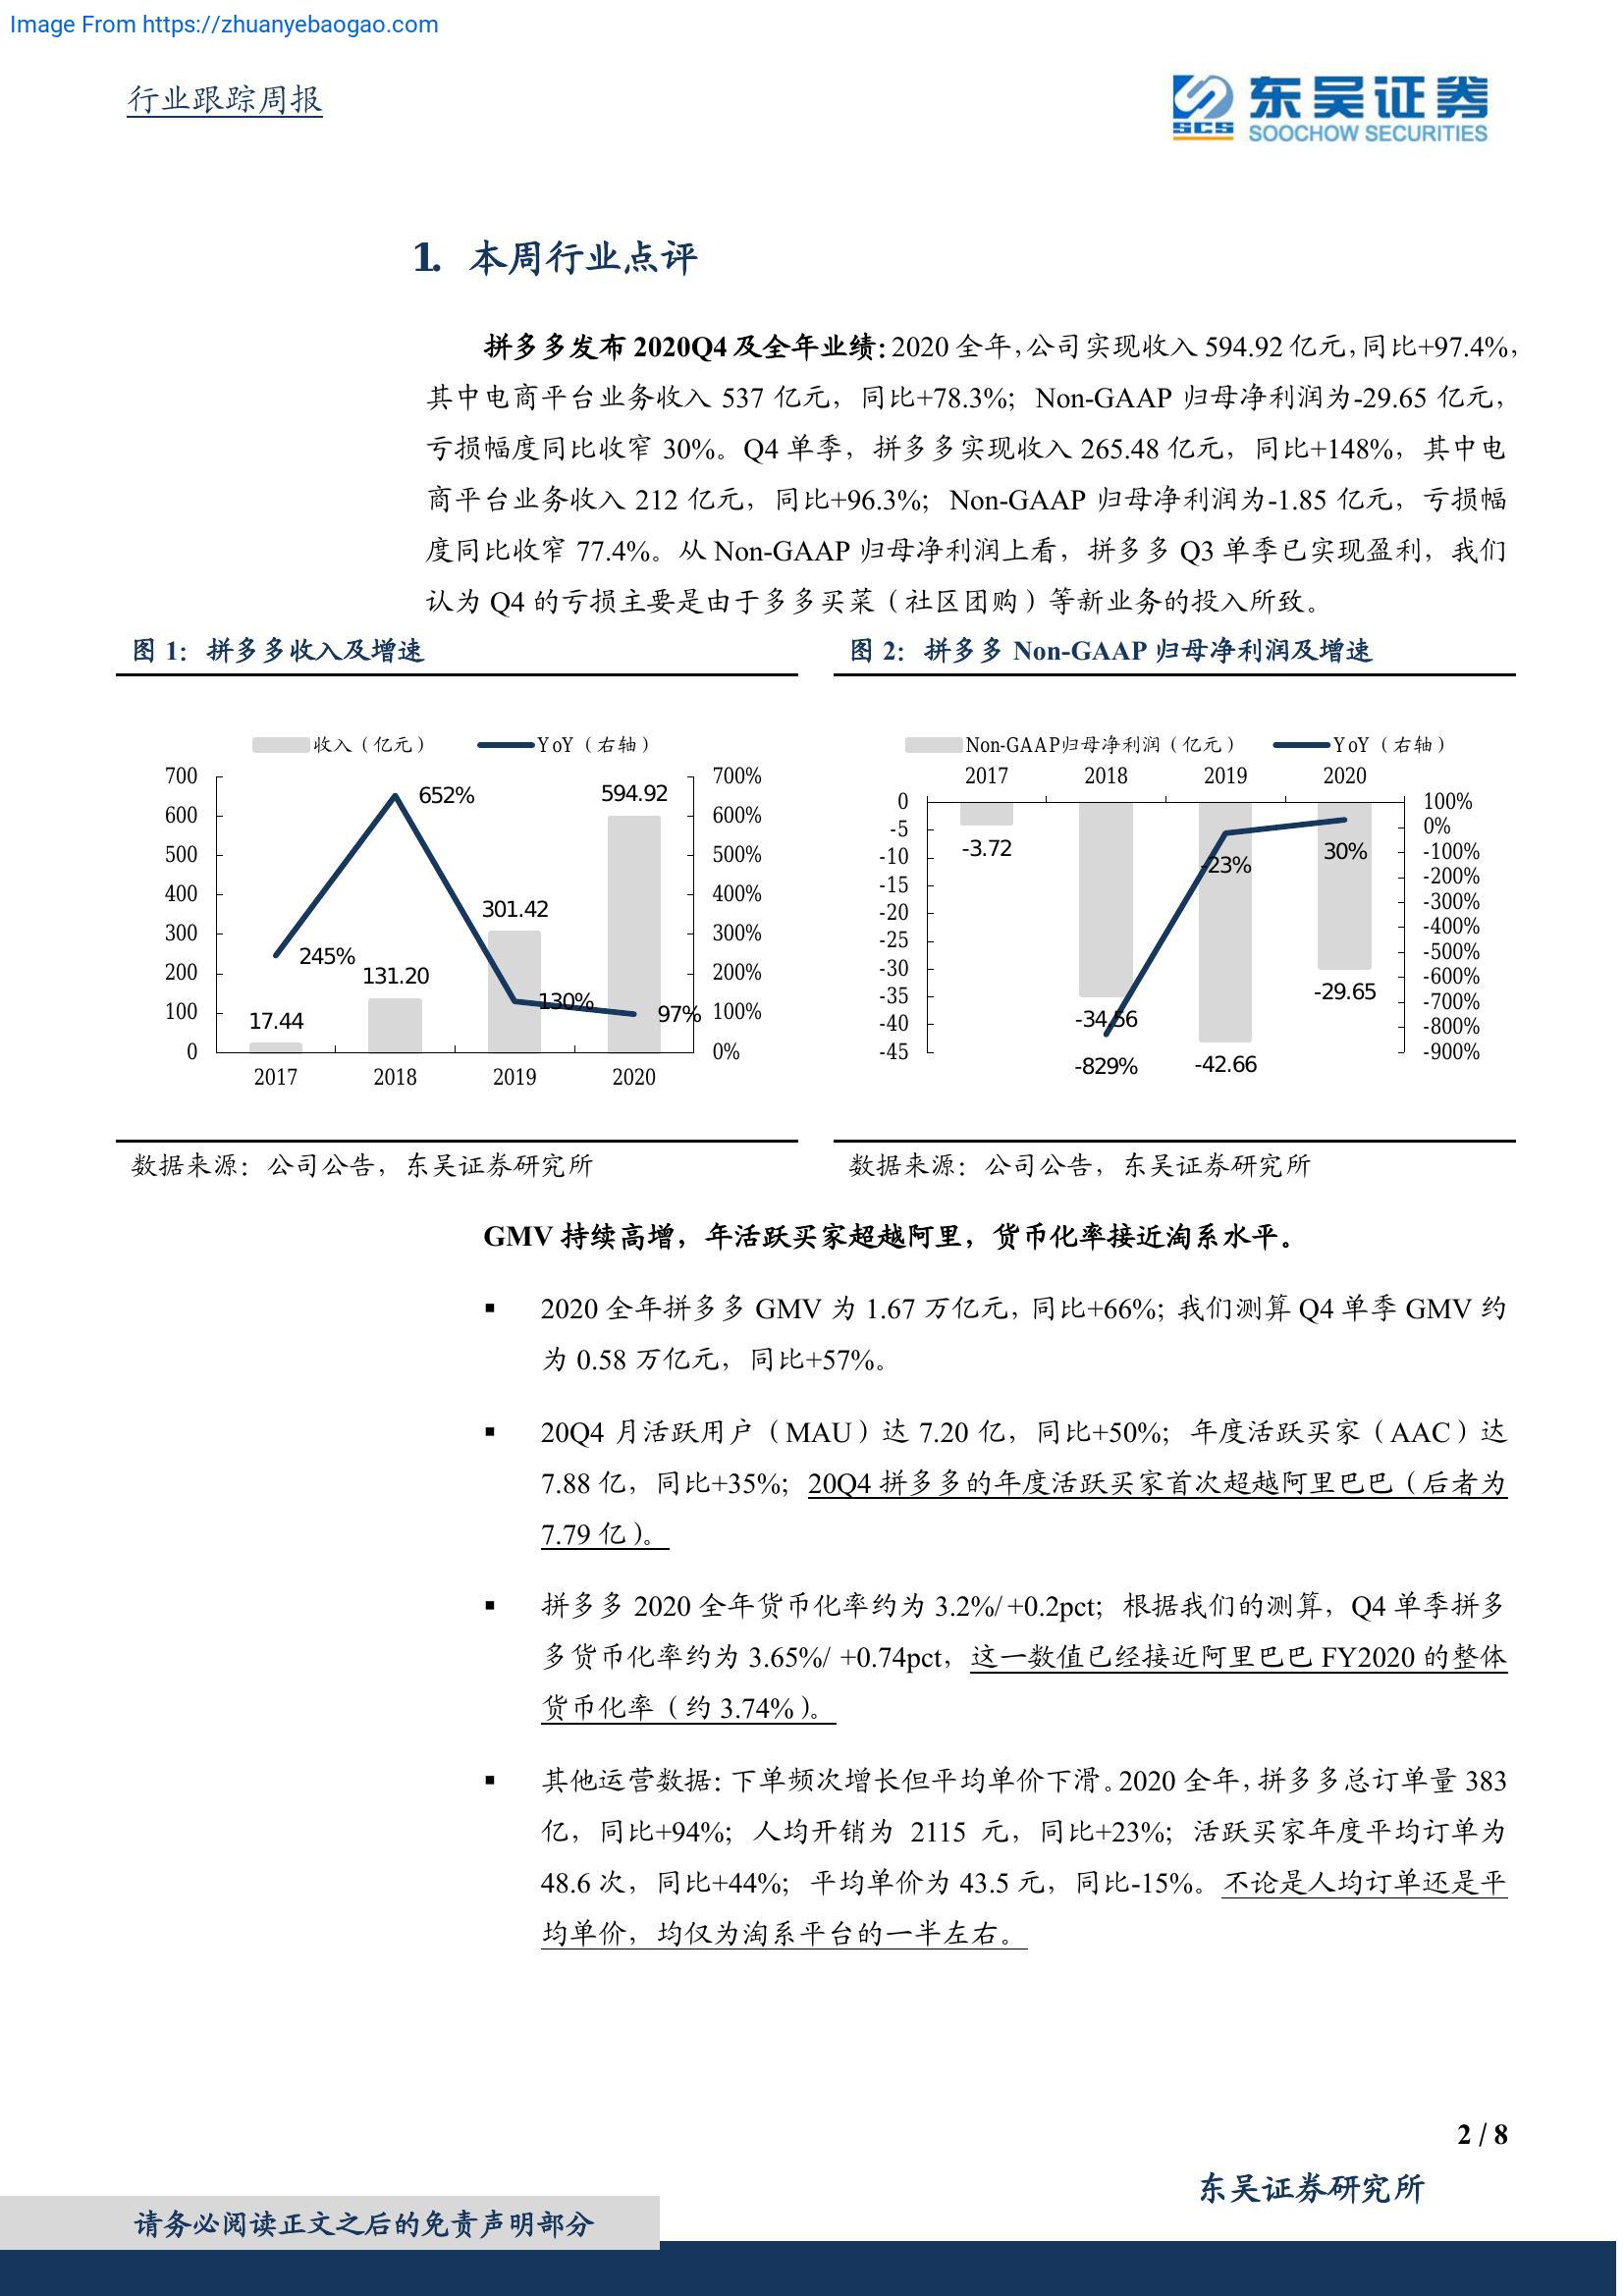 Image From https://zhuanyebaogao.com
行业跟踪周报
SCS 东吴证券
SOOCHOW SECURITIES
1. 本周行业点评
拼多多发布 2020Q4 及全年业绩：2020 全年，公司实现收入 594.92 亿元，同比+97.4%，
其中电商平台业务收入 537 亿元，同比+78.3%；Non-GAAP 归母净利润为-29.65 亿元，
亏损幅度同比收窄 30%。Q4 单季，拼多多实现收入 265.48 亿元，同比+148%，其中电
商平台业务收入 212 亿元，同比+96.3%；Non-GAAP 归母净利润为-1.85 亿元，亏损幅
度同比收窄 77.4%。从 Non-GAAP 归母净利润上看，拼多多 Q3 单季已实现盈利，我们
认为 Q4 的亏损主要是由于多多买菜（社区团购）等新业务的投入所致。
图 1：拼多多收入及增速
收入（亿元） YoY（右轴）
700 700%
600 600%
500 500%
400 400%
300 300%
200 200%
100 100%
0 0%
652% 594.92
301.42
245% 131.20
130% 97%
17.44
2017 2018 2019 2020
数据来源：公司公告，东吴证券研究所
图 2：拼多多 Non-GAAP 归母净利润及增速
Non-GAAP归母净利润（亿元） YoY（右轴）
2017 2018 2019 2020
0 100%
-5 0%
-10 -100%
-15 -200%
-20 -300%
-25 -400%
-30 -500%
-35 -600%
-40 -700%
-45 -800%
-900%
-3.72 -23% 30%
-34.56 -29.65
-829% -42.66
数据来源：公司公告，东吴证券研究所
GMV 持续高增，年活跃买家超越阿里，货币化率接近淘系水平。
▪ 2020 全年拼多多 GMV 为 1.67 万亿元，同比+66%；我们测算 Q4 单季 GMV 约
为 0.58 万亿元，同比+57%。
▪ 20Q4 月活跃用户（MAU）达 7.20 亿，同比+50%；年度活跃买家（AAC）达
7.88 亿，同比+35%；20Q4 拼多多的年度活跃买家首次超越阿里巴巴（后者为
7.79 亿）。
▪ 拼多多 2020 全年货币化率约为 3.2%/ +0.2pct；根据我们的测算，Q4 单季拼多
多货币化率约为 3.65%/ +0.74pct，这一数值已经接近阿里巴巴 FY2020 的整体
货币化率（约 3.74%）。
▪ 其他运营数据：下单频次增长但平均单价下滑。2020 全年，拼多多总订单量 383
亿，同比+94%；人均开销为 2115 元，同比+23%；活跃买家年度平均订单为
48.6 次，同比+44%；平均单价为 43.5 元，同比-15%。不论是人均订单还是平
均单价，均仅为淘系平台的一半左右。
2 / 8
东吴证券研究所
请务必阅读正文之后的免责声明部分